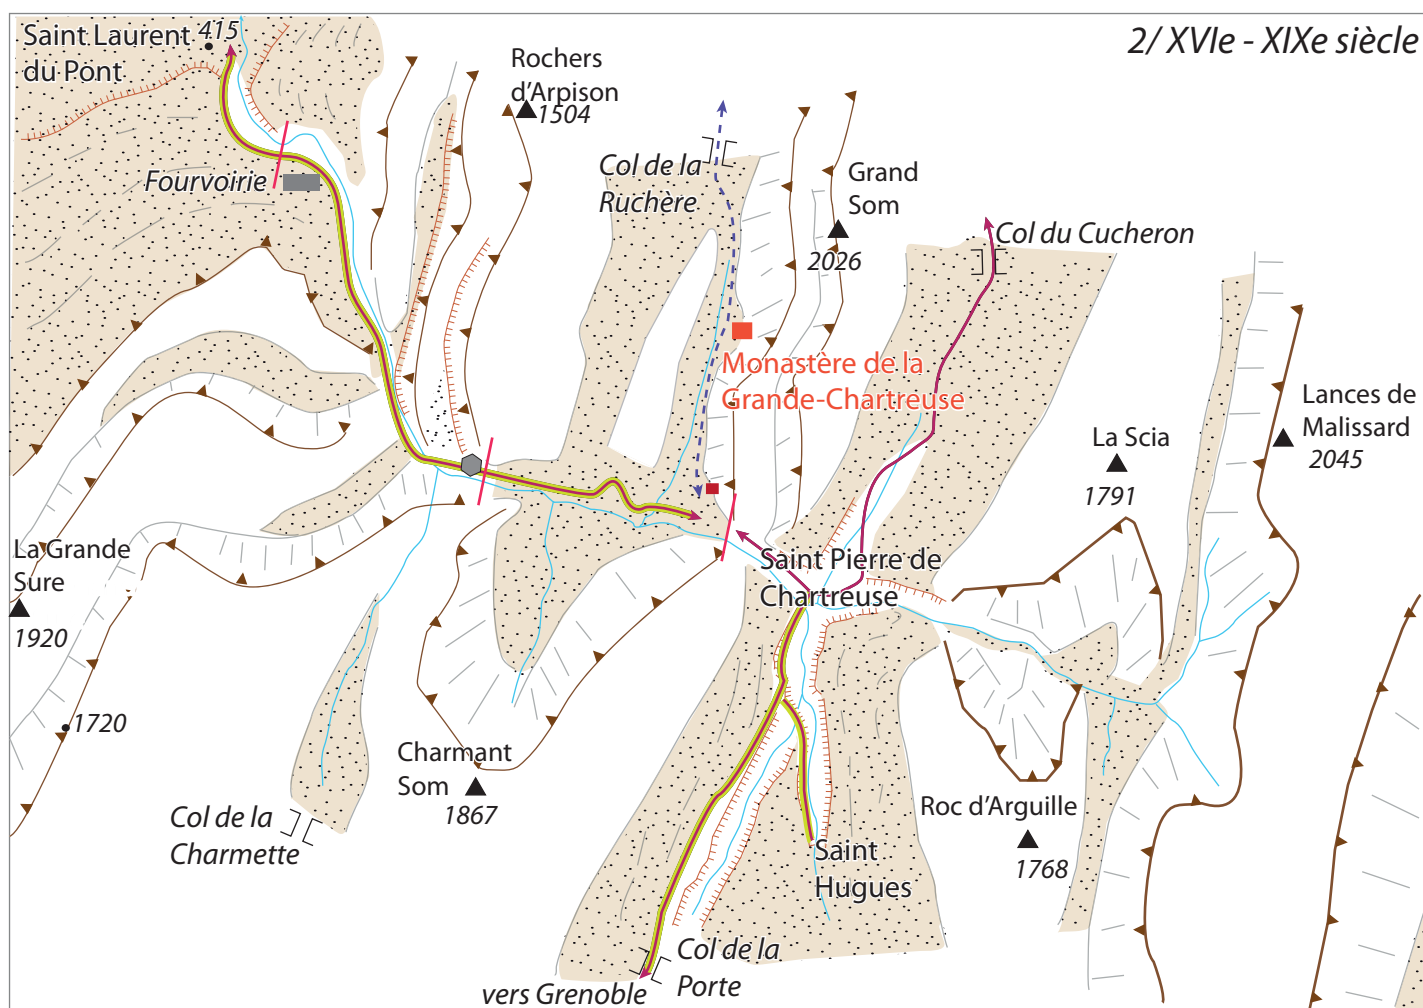 2/ XVIe - XIXe siècle
Saint Laurent
du Pont
415
Rochers
d'Arpison
1504
Fourvoirie
Col de la
Ruchère
Grand
Som
2026
Col du Cucheron
Monastère de la
Grande-Chartreuse
Lances de
Malissard
2045
La Scia
1791
La Grande
Sure
1920
Saint Pierre de
Chartreuse
1720
Charmant
Som
1867
Col de la
Charmette
Roc d'Arguille
1768
Saint
Hugues
Col de la
Porte
vers Grenoble